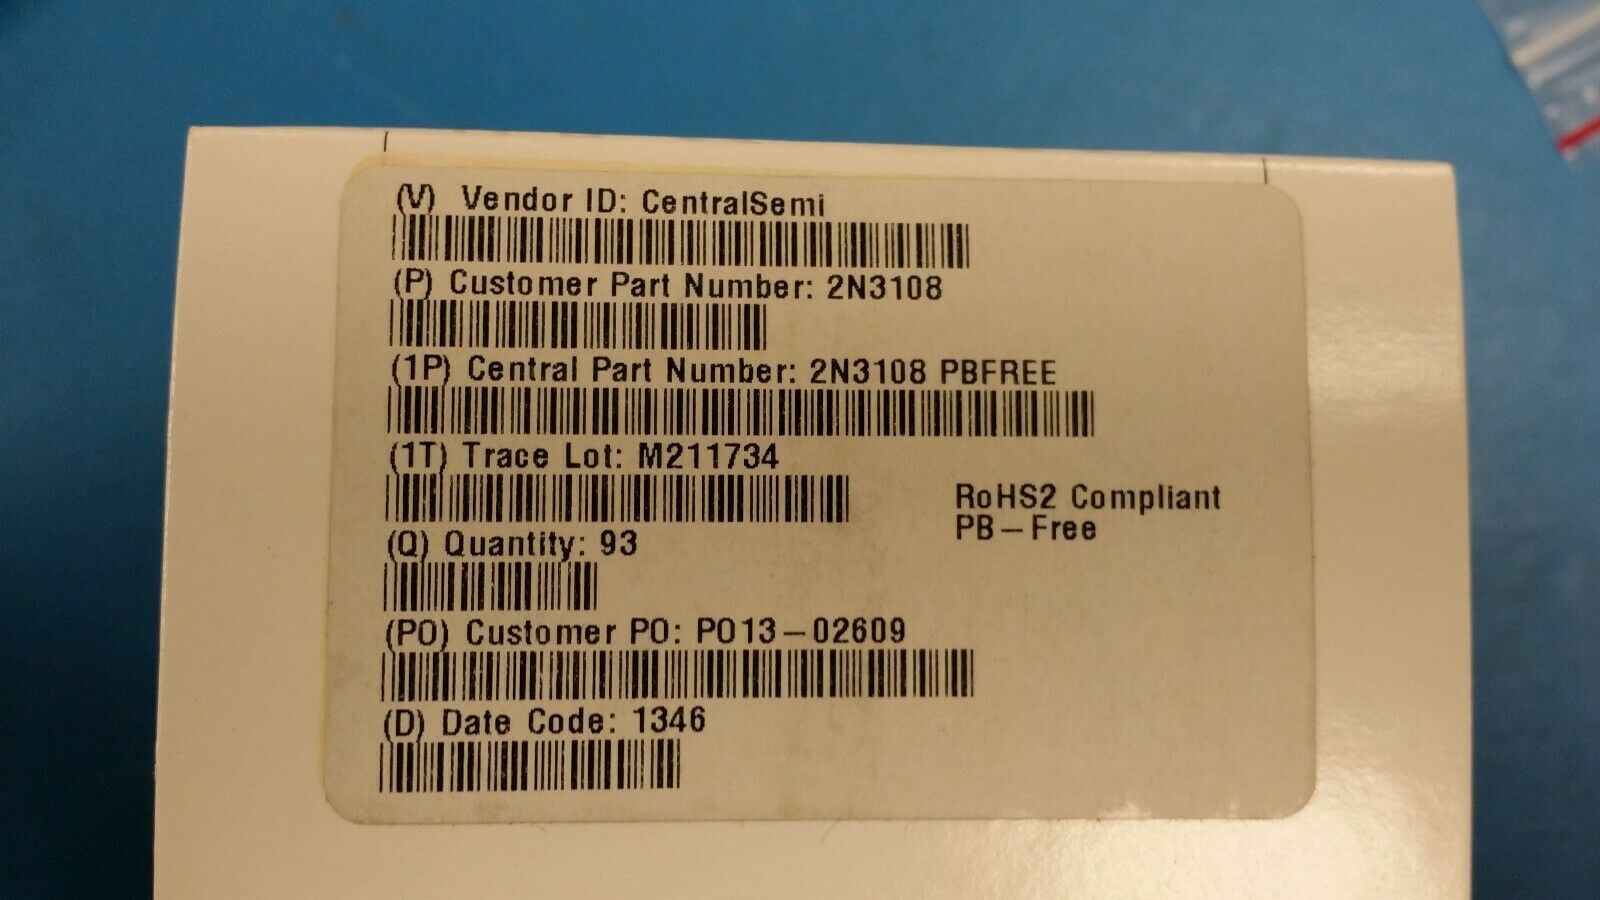 (V) Vendor ID: CentralSemi
(P) Customer Part Number: 2N3108
(1P) Central Part Number: 2N3108 PBFREE
(1T) Trace Lot: M211734
RoHS2 Compliant
PB-Free
(Q) Quantity: 93
(PO) Customer PO: PO13-02609
(D) Date Code: 1346